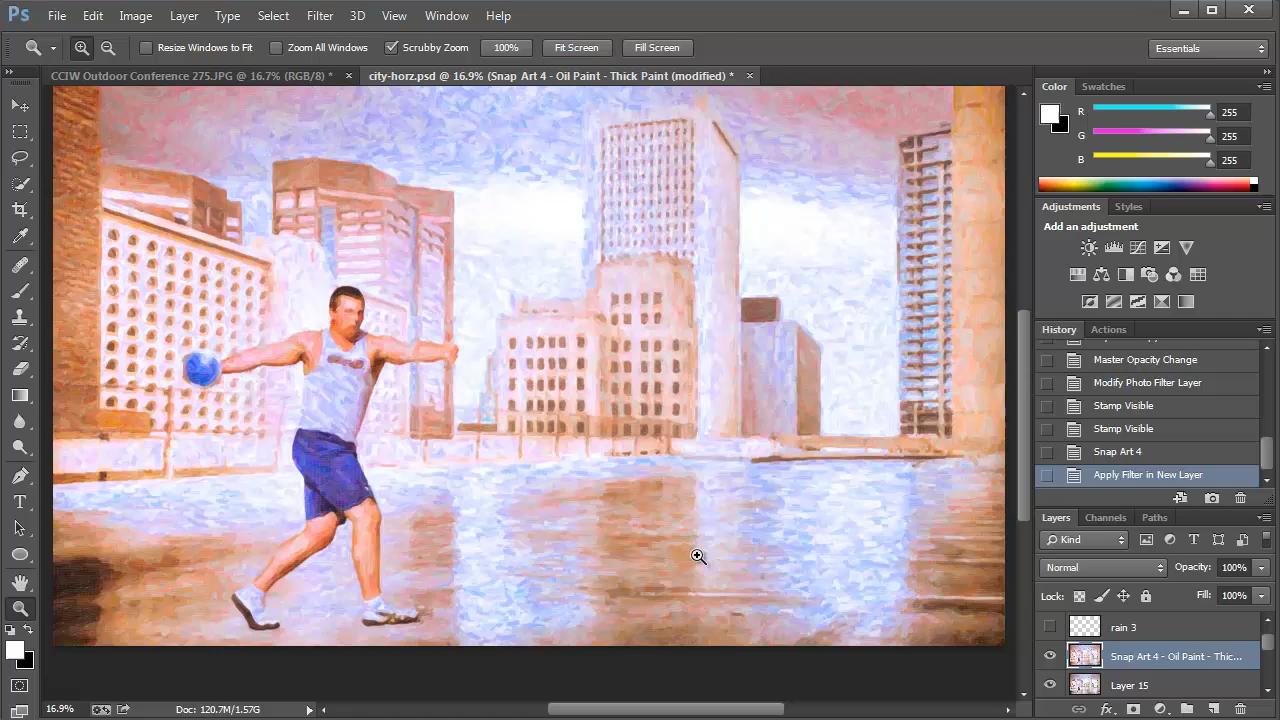 Ps File Edit Image Layer Type Select Filter 3D View Window Help
Resize Windows to Fit Zoom All Windows Scrubby Zoom 100% Fit Screen Fill Screen Essentials
CCIW Outdoor Conference 275.JPG @ 16.7% (RGB/8) * × city-horz.psd @ 16.9% (Snap Art 4 - Oil Paint - Thick Paint (modified) * ×
Color Swatches
R 255
G 255
B 255
Adjustments Styles
Add an adjustment
History Actions
Master Opacity Change
Modify Photo Filter Layer
Stamp Visible
Stamp Visible
Snap Art 4
Apply Filter in New Layer
Layers Channels Paths
Kind
Normal Opacity: 100%
Lock: Fill: 100%
rain 3
Snap Art 4 - Oil Paint - Thic...
Layer 15
16.9% Doc: 120.7M/1.57G